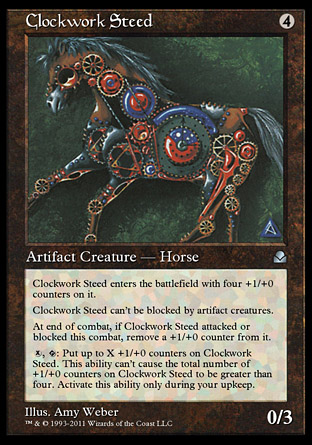 Clockwork Steed 4
Artifact Creature — Horse
Clockwork Steed enters the battlefield with four +1/+0
counters on it.
Clockwork Steed can't be blocked by artifact creatures.
At end of combat, if Clockwork Steed attacked or
blocked this combat, remove a +1/+0 counter from it.
X, : Put up to X +1/+0 counters on Clockwork
Steed. This ability can't cause the total number of
+1/+0 counters on Clockwork Steed to be greater than
four. Activate this ability only during your upkeep.
Illus. Amy Weber
™ & © 1993-2011 Wizards of the Coast LLC
0/3